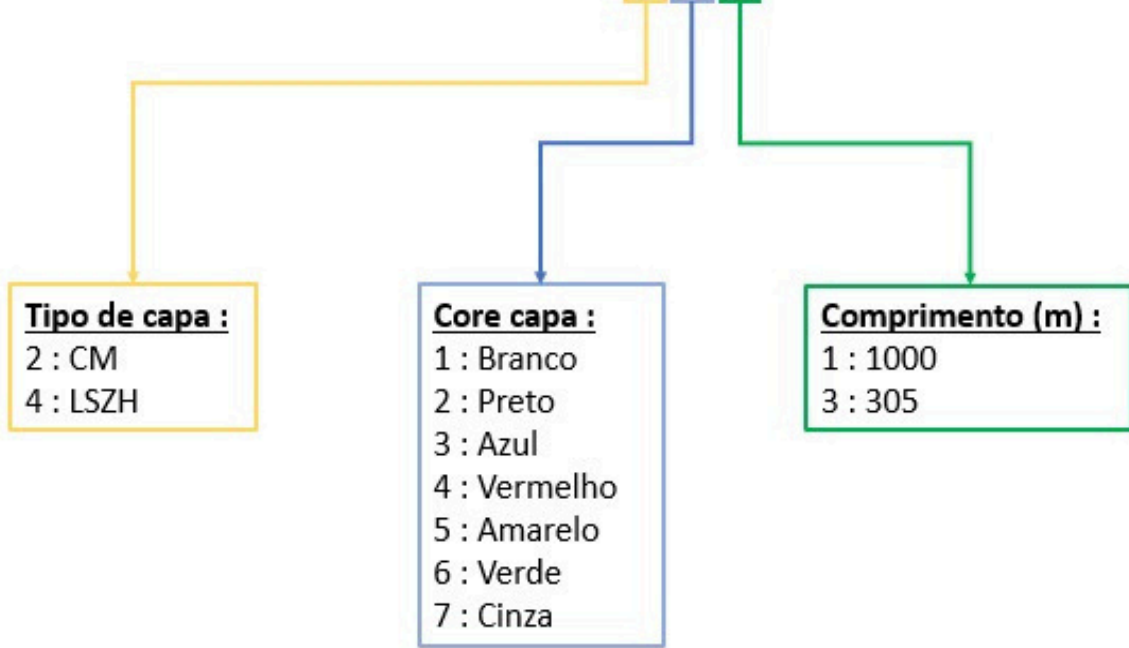 Tipo de capa :
2 : CM
4 : LSZH
Core capa :
1 : Branco
2 : Preto
3 : Azul
4 : Vermelho
5 : Amarelo
6 : Verde
7 : Cinza
Comprimento (m) :
1 : 1000
3 : 305